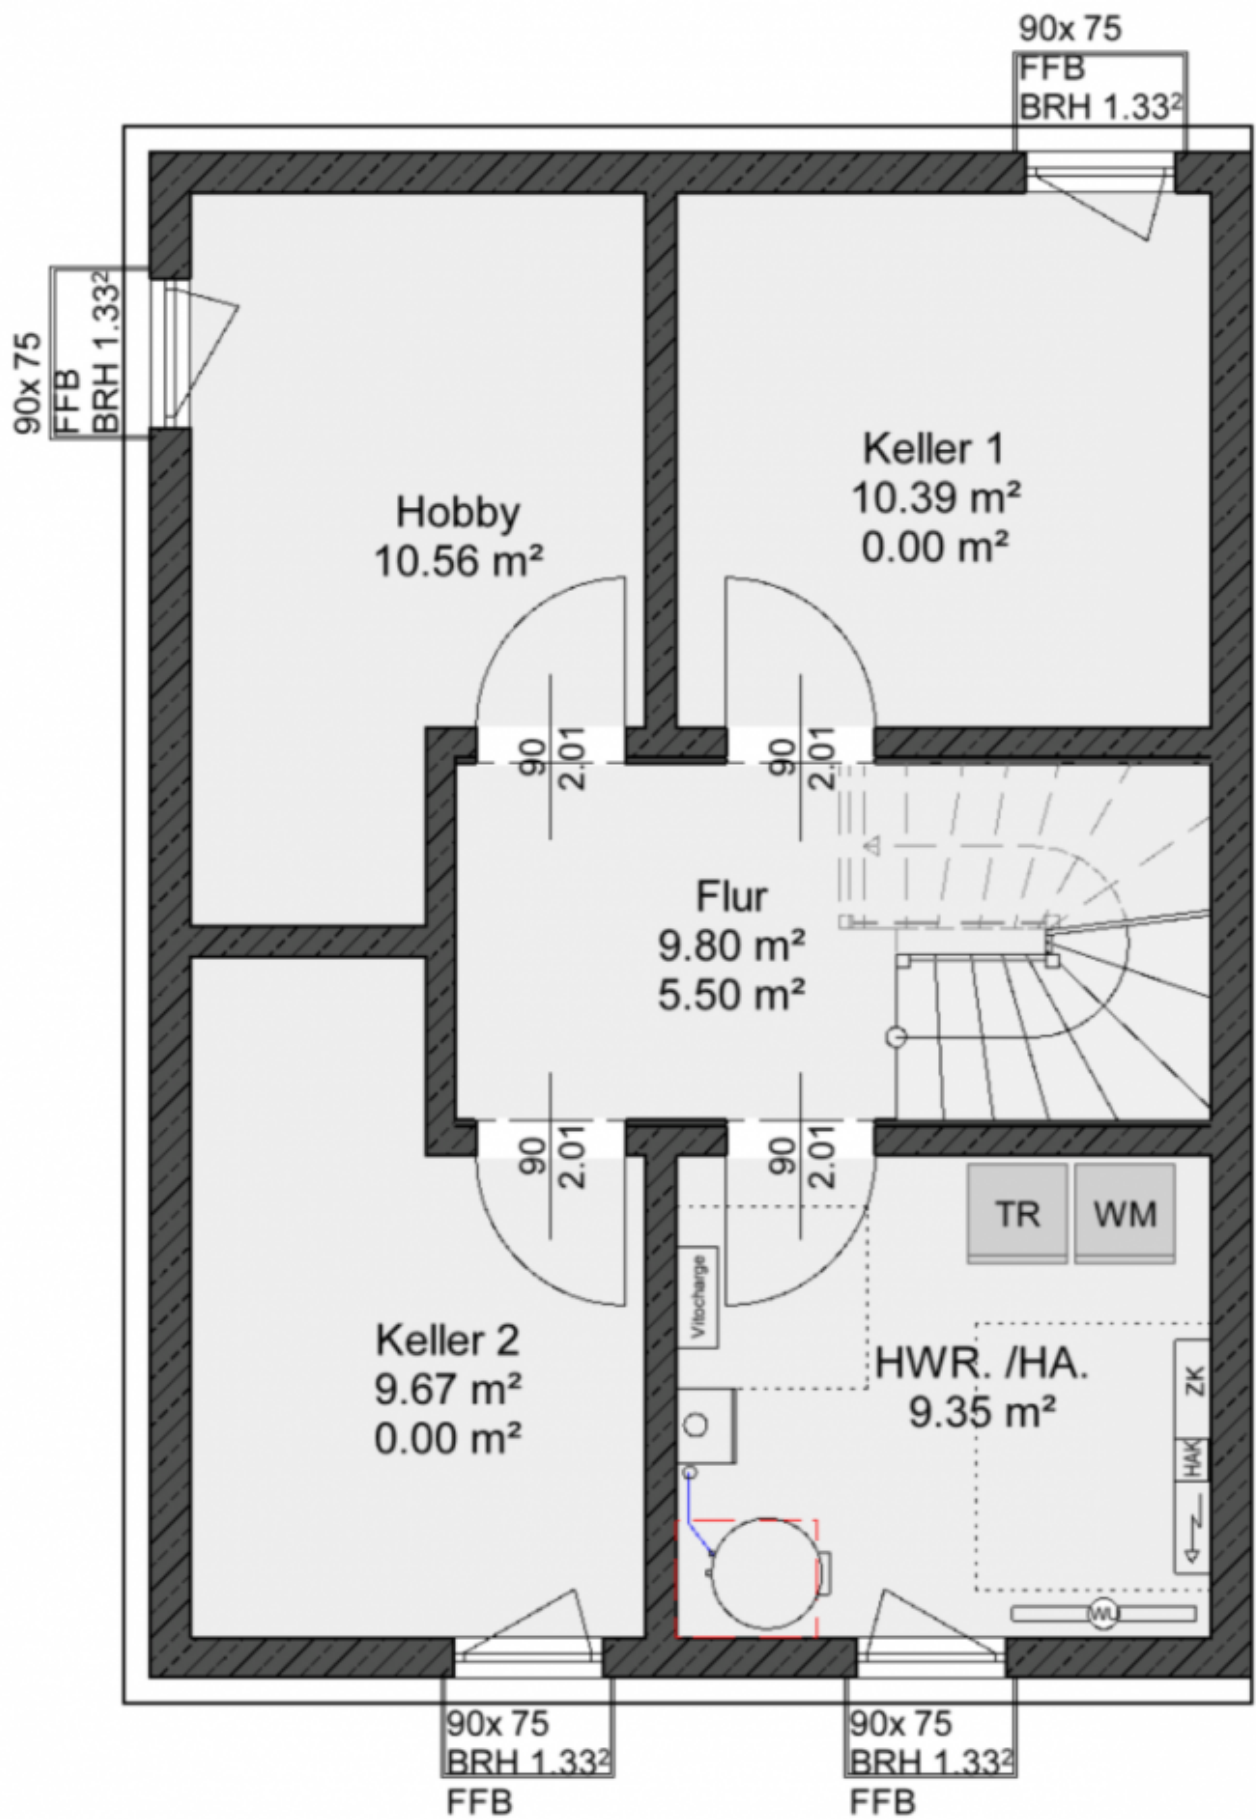 90x 75
FFB
BRH 1.33²
90x 75
FFB
BRH 1.33²
Hobby
10.56 m²
Keller 1
10.39 m²
0.00 m²
90
2.01
90
2.01
Flur
9.80 m²
5.50 m²
90
2.01
90
2.01
TR
WM
Vitocharge
Keller 2
9.67 m²
0.00 m²
HWR. /HA.
9.35 m²
ZK
HAK
WU
90x 75
BRH 1.33²
FFB
90x 75
BRH 1.33²
FFB